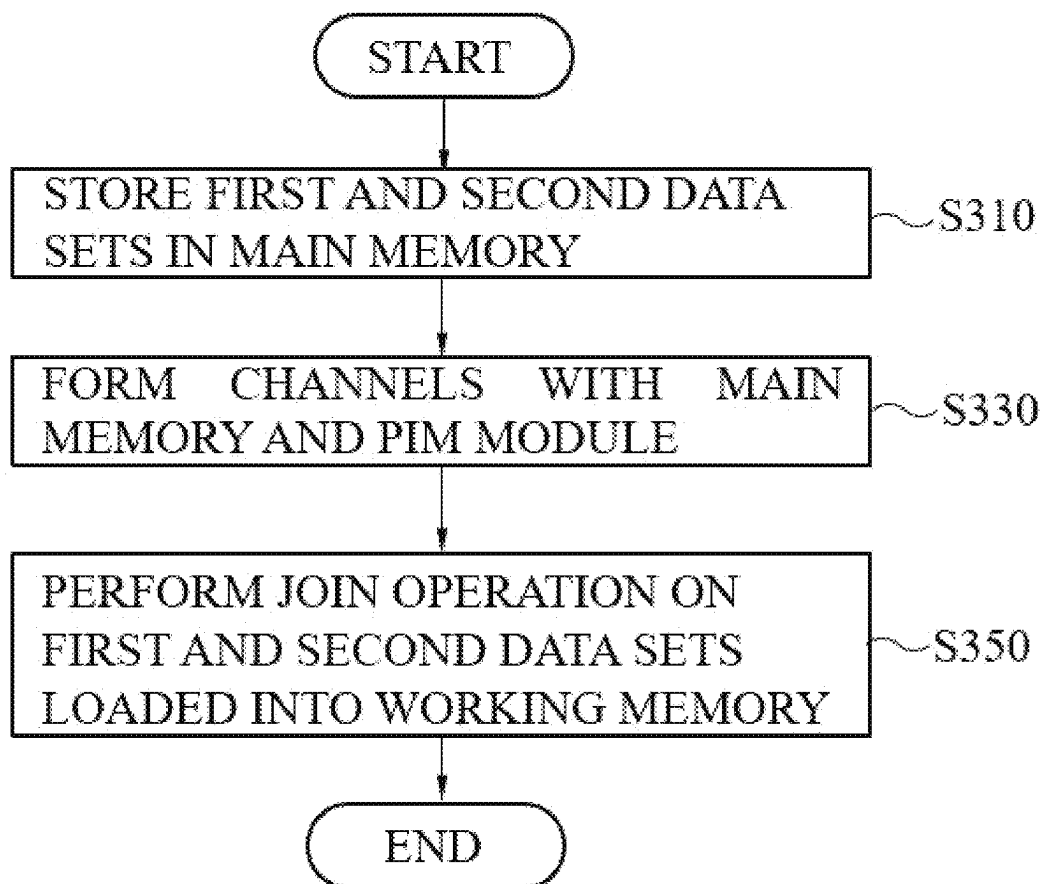 START
STORE FIRST AND SECOND DATA
SETS IN MAIN MEMORY
S310
FORM CHANNELS WITH MAIN
MEMORY AND PIM MODULE
S330
PERFORM JOIN OPERATION ON
FIRST AND SECOND DATA SETS
LOADED INTO WORKING MEMORY
S350
END